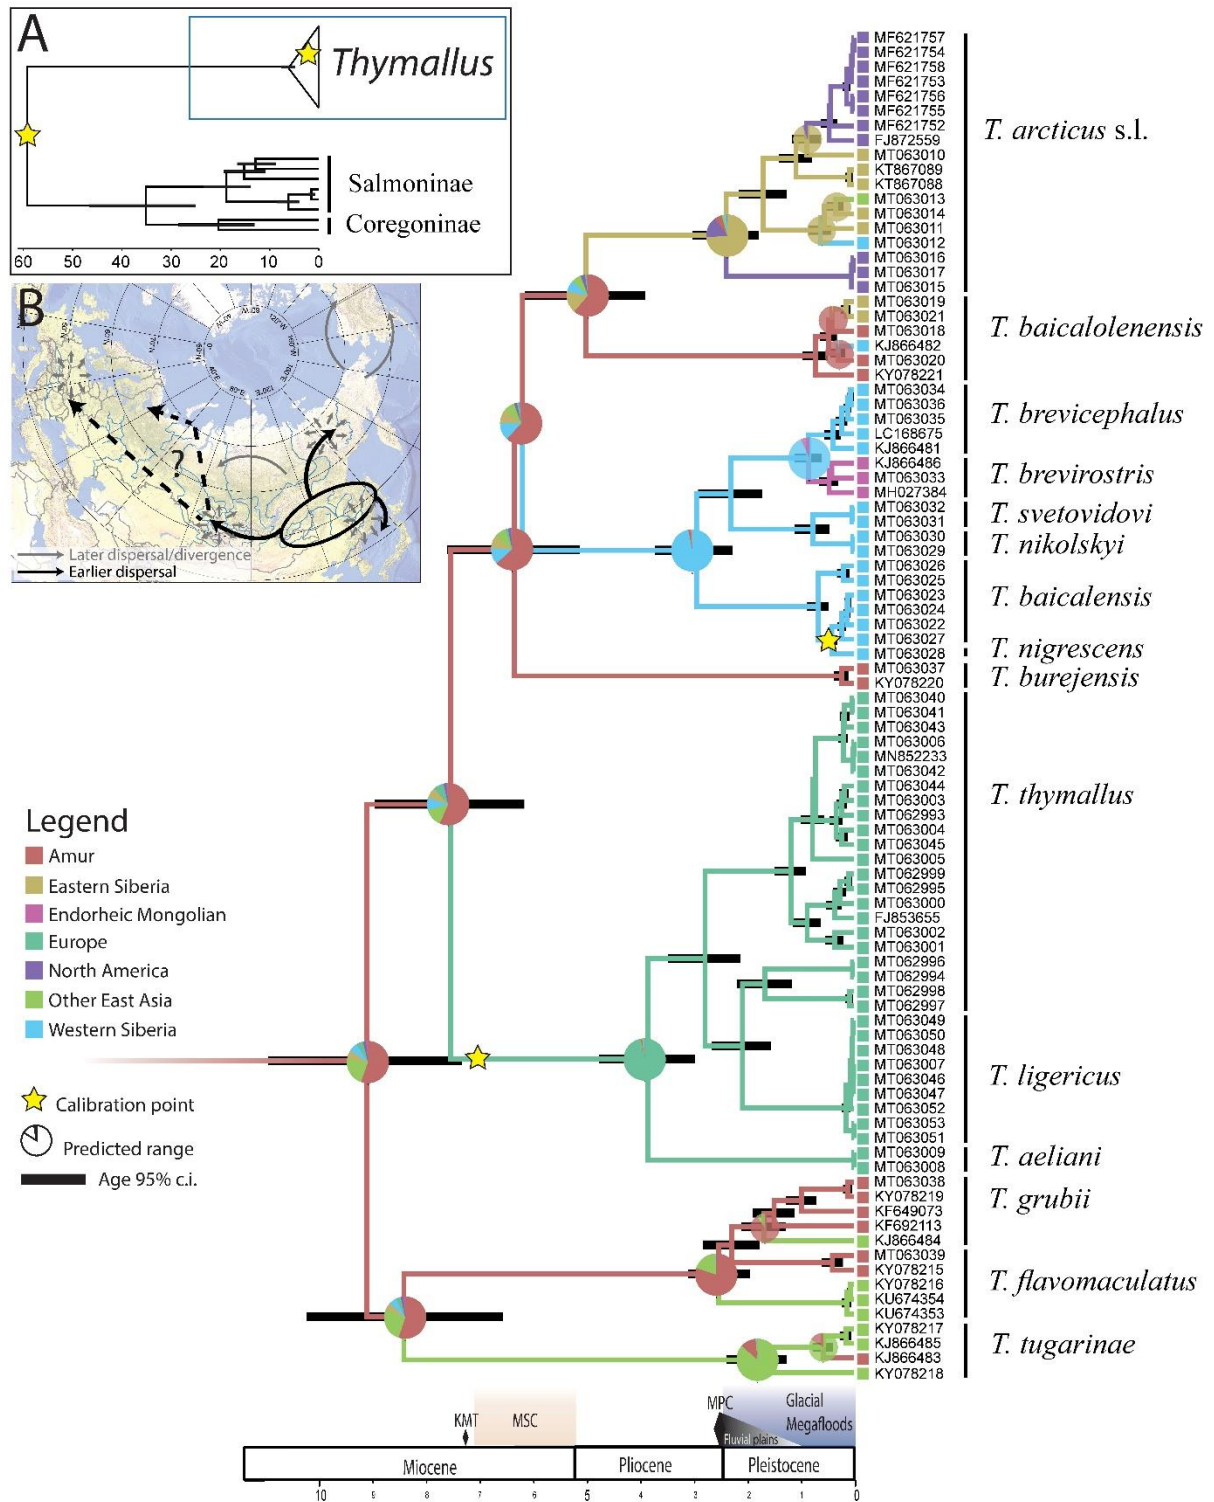 A
Thymallus
Salmoninae
Coregoninae
60 50 40 30 20 10 0
B
?
Later dispersal/divergence
Earlier dispersal
Legend
Amur
Eastern Siberia
Endorheic Mongolian
Europe
North America
Other East Asia
Western Siberia
Calibration point
Predicted range
Age 95% c.i.
MF621757
MF621754
MF621758
MF621753
MF621756
MF621755
MF621752
FJ872559
MT063010
KT867089
KT867088
MT063013
MT063014
MT063011
MT063012
MT063016
MT063017
MT063015
MT063019
MT063021
MT063018
KJ866482
MT063020
KY078221
MT063034
MT063036
MT063035
LC168675
KJ866481
KJ866486
MT063033
MH027384
MT063032
MT063031
MT063030
MT063029
MT063026
MT063025
MT063023
MT063024
MT063022
MT063027
MT063028
MT063037
KY078220
MT063040
MT063041
MT063043
MT063006
MN852233
MT063042
MT063044
MT063003
MT062993
MT063004
MT063045
MT063005
MT062999
MT062995
MT063000
FJ853655
MT063002
MT063001
MT062996
MT062994
MT062998
MT062997
MT063049
MT063050
MT063048
MT063007
MT063046
MT063047
MT063052
MT063053
MT063051
MT063009
MT063008
MT063038
KY078219
KF649073
KF692113
KJ866484
MT063039
KY078215
KY078216
KU674354
KU674353
KY078217
KJ866485
KJ866483
KY078218
T. arcticus s.l.
T. baicalolenensis
T. brevicephalus
T. brevirostris
T. svetovidovi
T. nikolskyi
T. baicalensis
T. nigrescens
T. burejensis
T. thymallus
T. ligericus
T. aeliani
T. grubii
T. flavomaculatus
T. tugarinae
KMT
MSC
MPC
Glacial
Megafloods
Fluvial plains
Miocene Pliocene Pleistocene
10 9 8 7 6 5 4 3 2 1 0